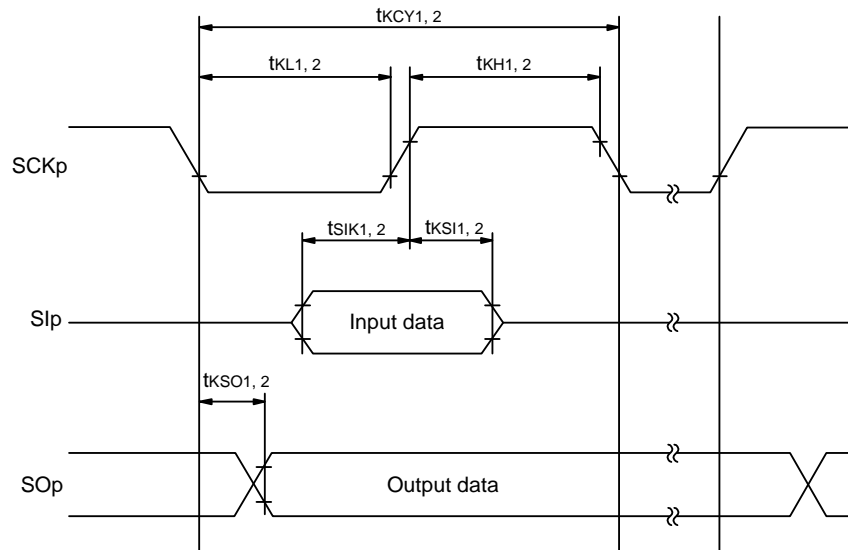 tKCY1, 2
tKL1, 2
tKH1, 2
SCKp
tSIK1, 2
tKSI1, 2
SIp
Input data
tKSO1, 2
SOp
Output data